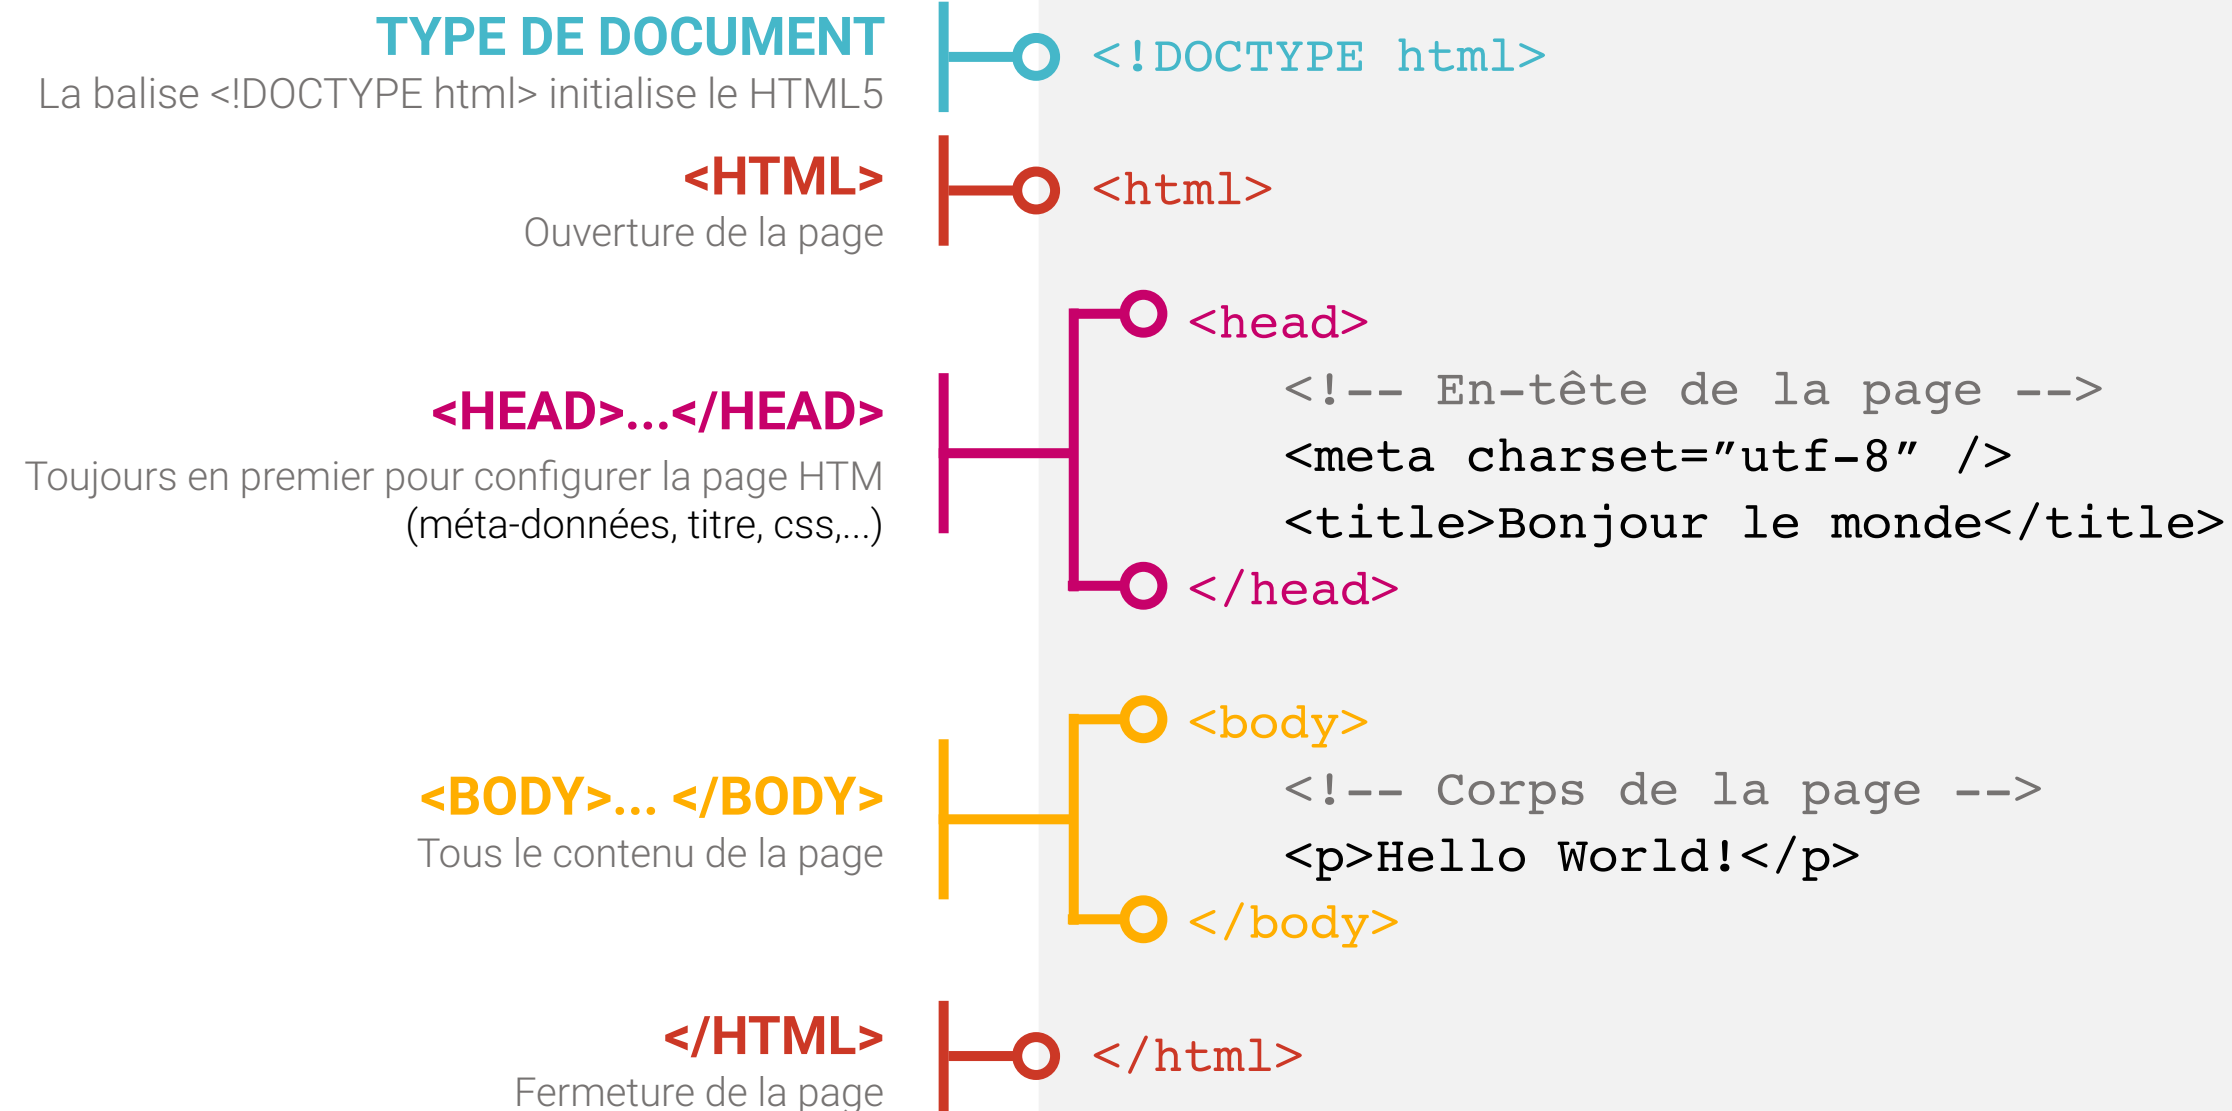 TYPE DE DOCUMENT
La balise <!DOCTYPE html> initialise le HTML5
<!DOCTYPE html>
<HTML>
Ouverture de la page
<html>
<HEAD>...</HEAD>
Toujours en premier pour configurer la page HTM
(méta-données, titre, css,...)
<head>
<!-- En-tête de la page -->
<meta charset="utf-8" />
<title>Bonjour le monde</title>
</head>
<BODY>... </BODY>
Tous le contenu de la page
<body>
<!-- Corps de la page -->
<p>Hello World!</p>
</body>
</HTML>
Fermeture de la page
</html>